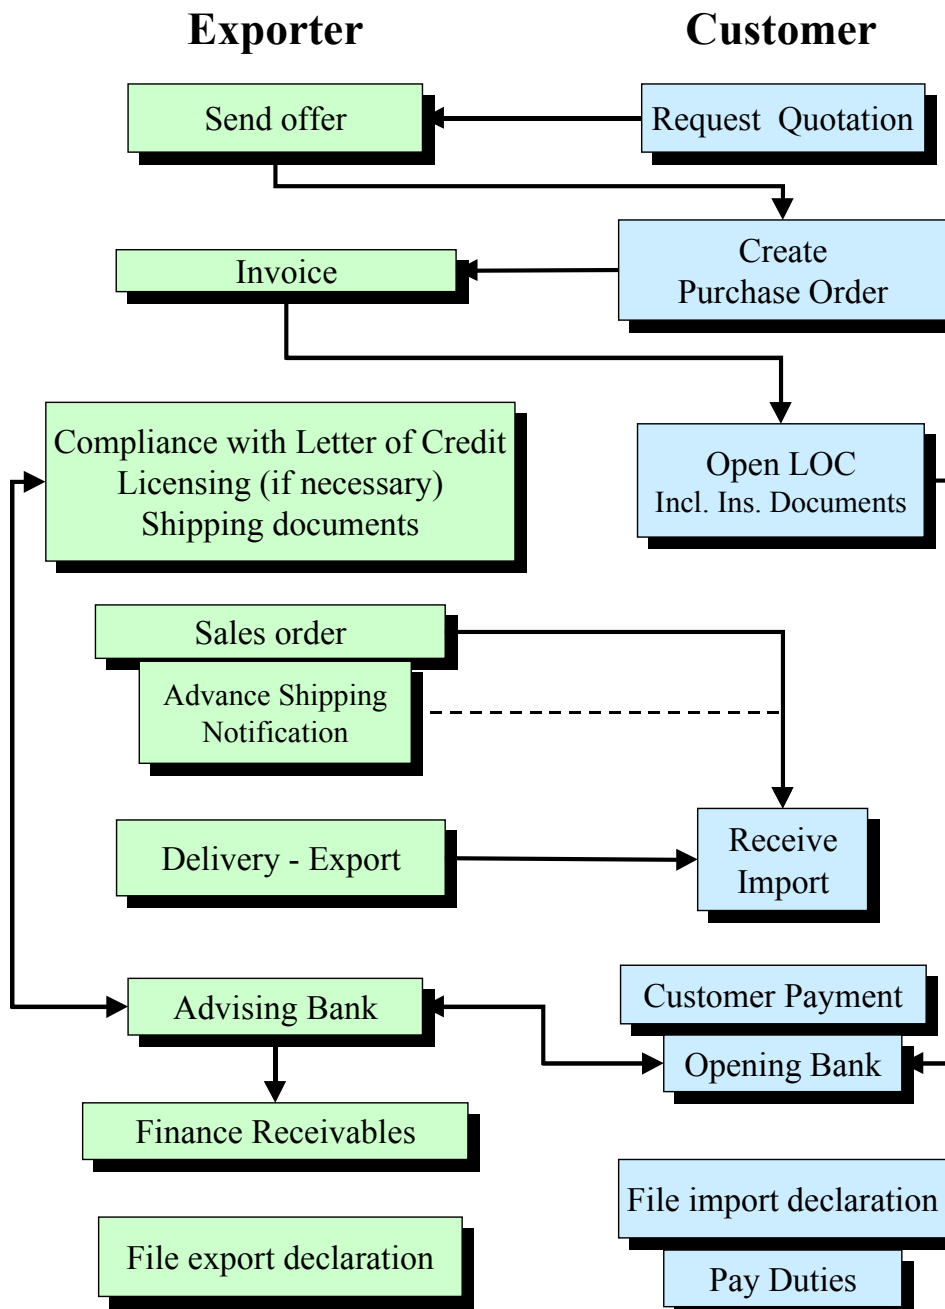 Exporter
Customer
Send offer
Request Quotation
Create
Purchase Order
Invoice
Compliance with Letter of Credit
Licensing (if necessary)
Shipping documents
Open LOC
Incl. Ins. Documents
Sales order
Advance Shipping
Notification
Delivery - Export
Receive
Import
Advising Bank
Customer Payment
Opening Bank
Finance Receivables
File import declaration
File export declaration
Pay Duties